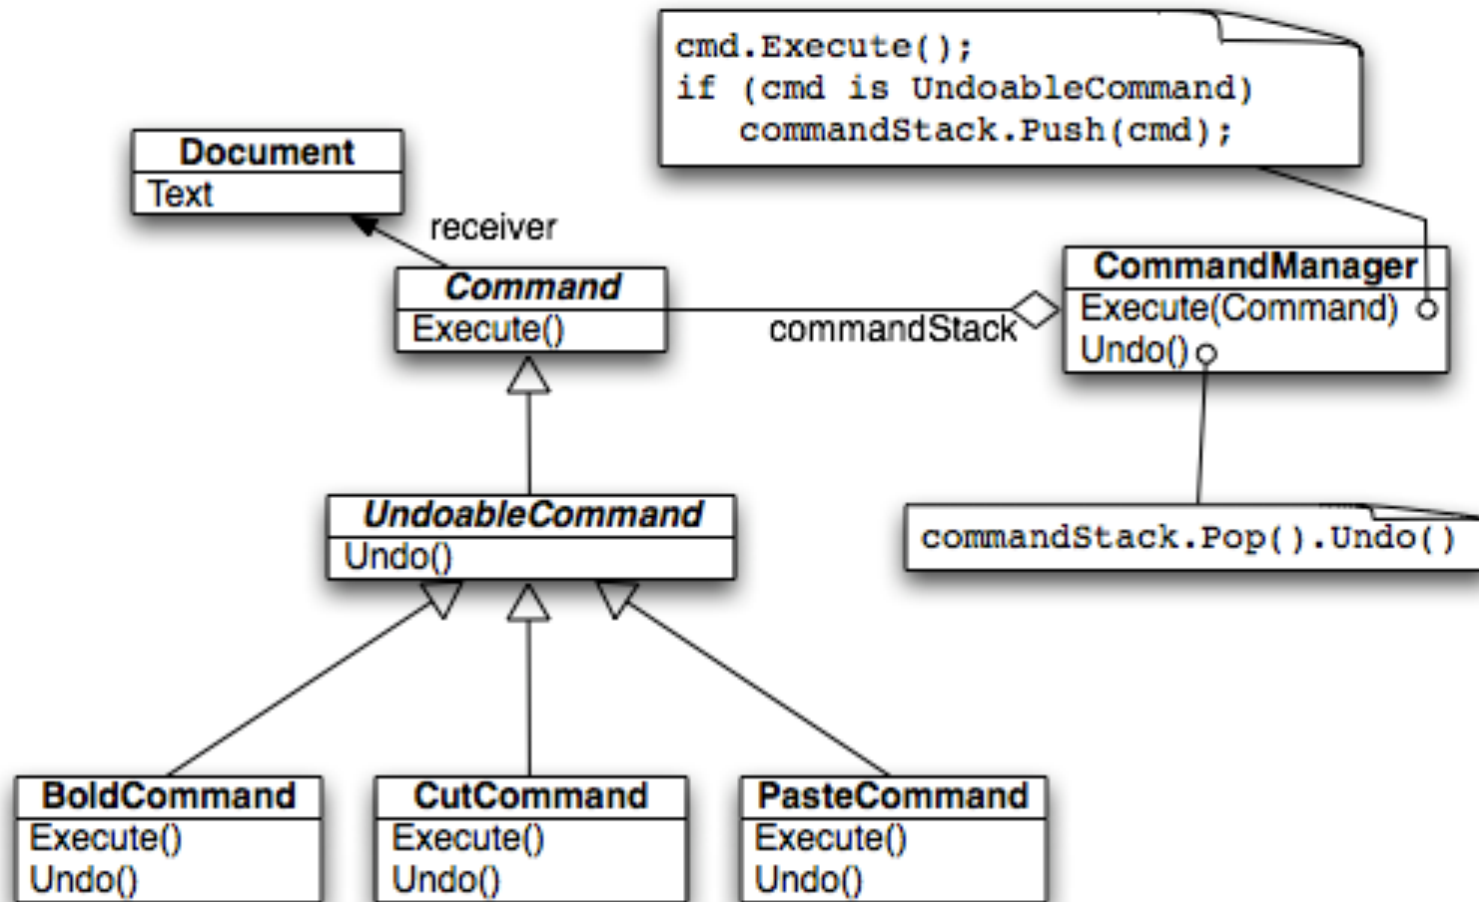 cmd.Execute();
if (cmd is UndoableCommand)
commandStack.Push(cmd);
Document
Text
receiver
Command
Execute()
commandStack
CommandManager
Execute(Command)
Undo()
UndoableCommand
Undo()
commandStack.Pop().Undo()
BoldCommand
Execute()
Undo()
CutCommand
Execute()
Undo()
PasteCommand
Execute()
Undo()